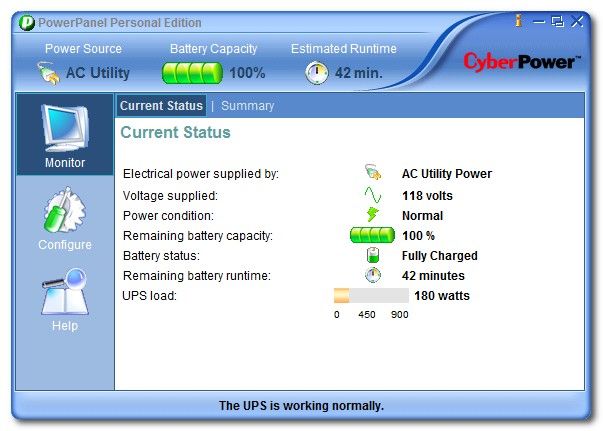 PowerPanel Personal Edition
Power Source Battery Capacity Estimated Runtime
AC Utility 100% 42 min.
CyberPower™
Current Status | Summary
Current Status
Monitor
Configure
Help
Electrical power supplied by: AC Utility Power
Voltage supplied: 118 volts
Power condition: Normal
Remaining battery capacity: 100 %
Battery status: Fully Charged
Remaining battery runtime: 42 minutes
UPS load: 180 watts
0 450 900
The UPS is working normally.